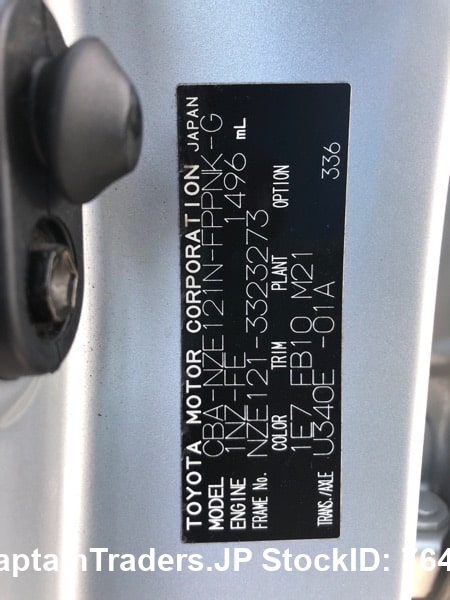 TOYOTA MOTOR CORPORATION JAPAN
MODEL CBA-NZE121N-FPPNK-G
ENGINE 1NZ-FE 1496 mL
FRAME No. NZE121-3323273
COLOR TRIM PLANT OPTION
1E7 FB10 M21
TRANS./AXLE U340E -01A 336
aptainTraders.JP StockID: 764